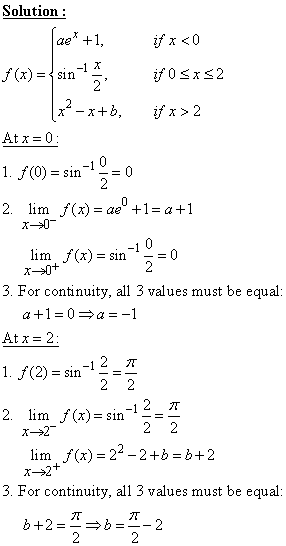 Solution :
ae^x + 1,  if x < 0
f(x) = { sin^-1 x/2,  if 0 ≤ x ≤ 2
x^2 − x + b,  if x > 2
At x = 0 :
1. f(0) = sin^-1 0/2 = 0
2. lim x→0^- f(x) = ae^0 + 1 = a + 1
lim x→0^+ f(x) = sin^-1 0/2 = 0
3. For continuity, all 3 values must be equal:
a + 1 = 0 ⇒ a = −1
At x = 2 :
1. f(2) = sin^-1 2/2 = π/2
2. lim x→2^- f(x) = sin^-1 2/2 = π/2
lim x→2^+ f(x) = 2^2 − 2 + b = b + 2
3. For continuity, all 3 values must be equal:
b + 2 = π/2 ⇒ b = π/2 − 2